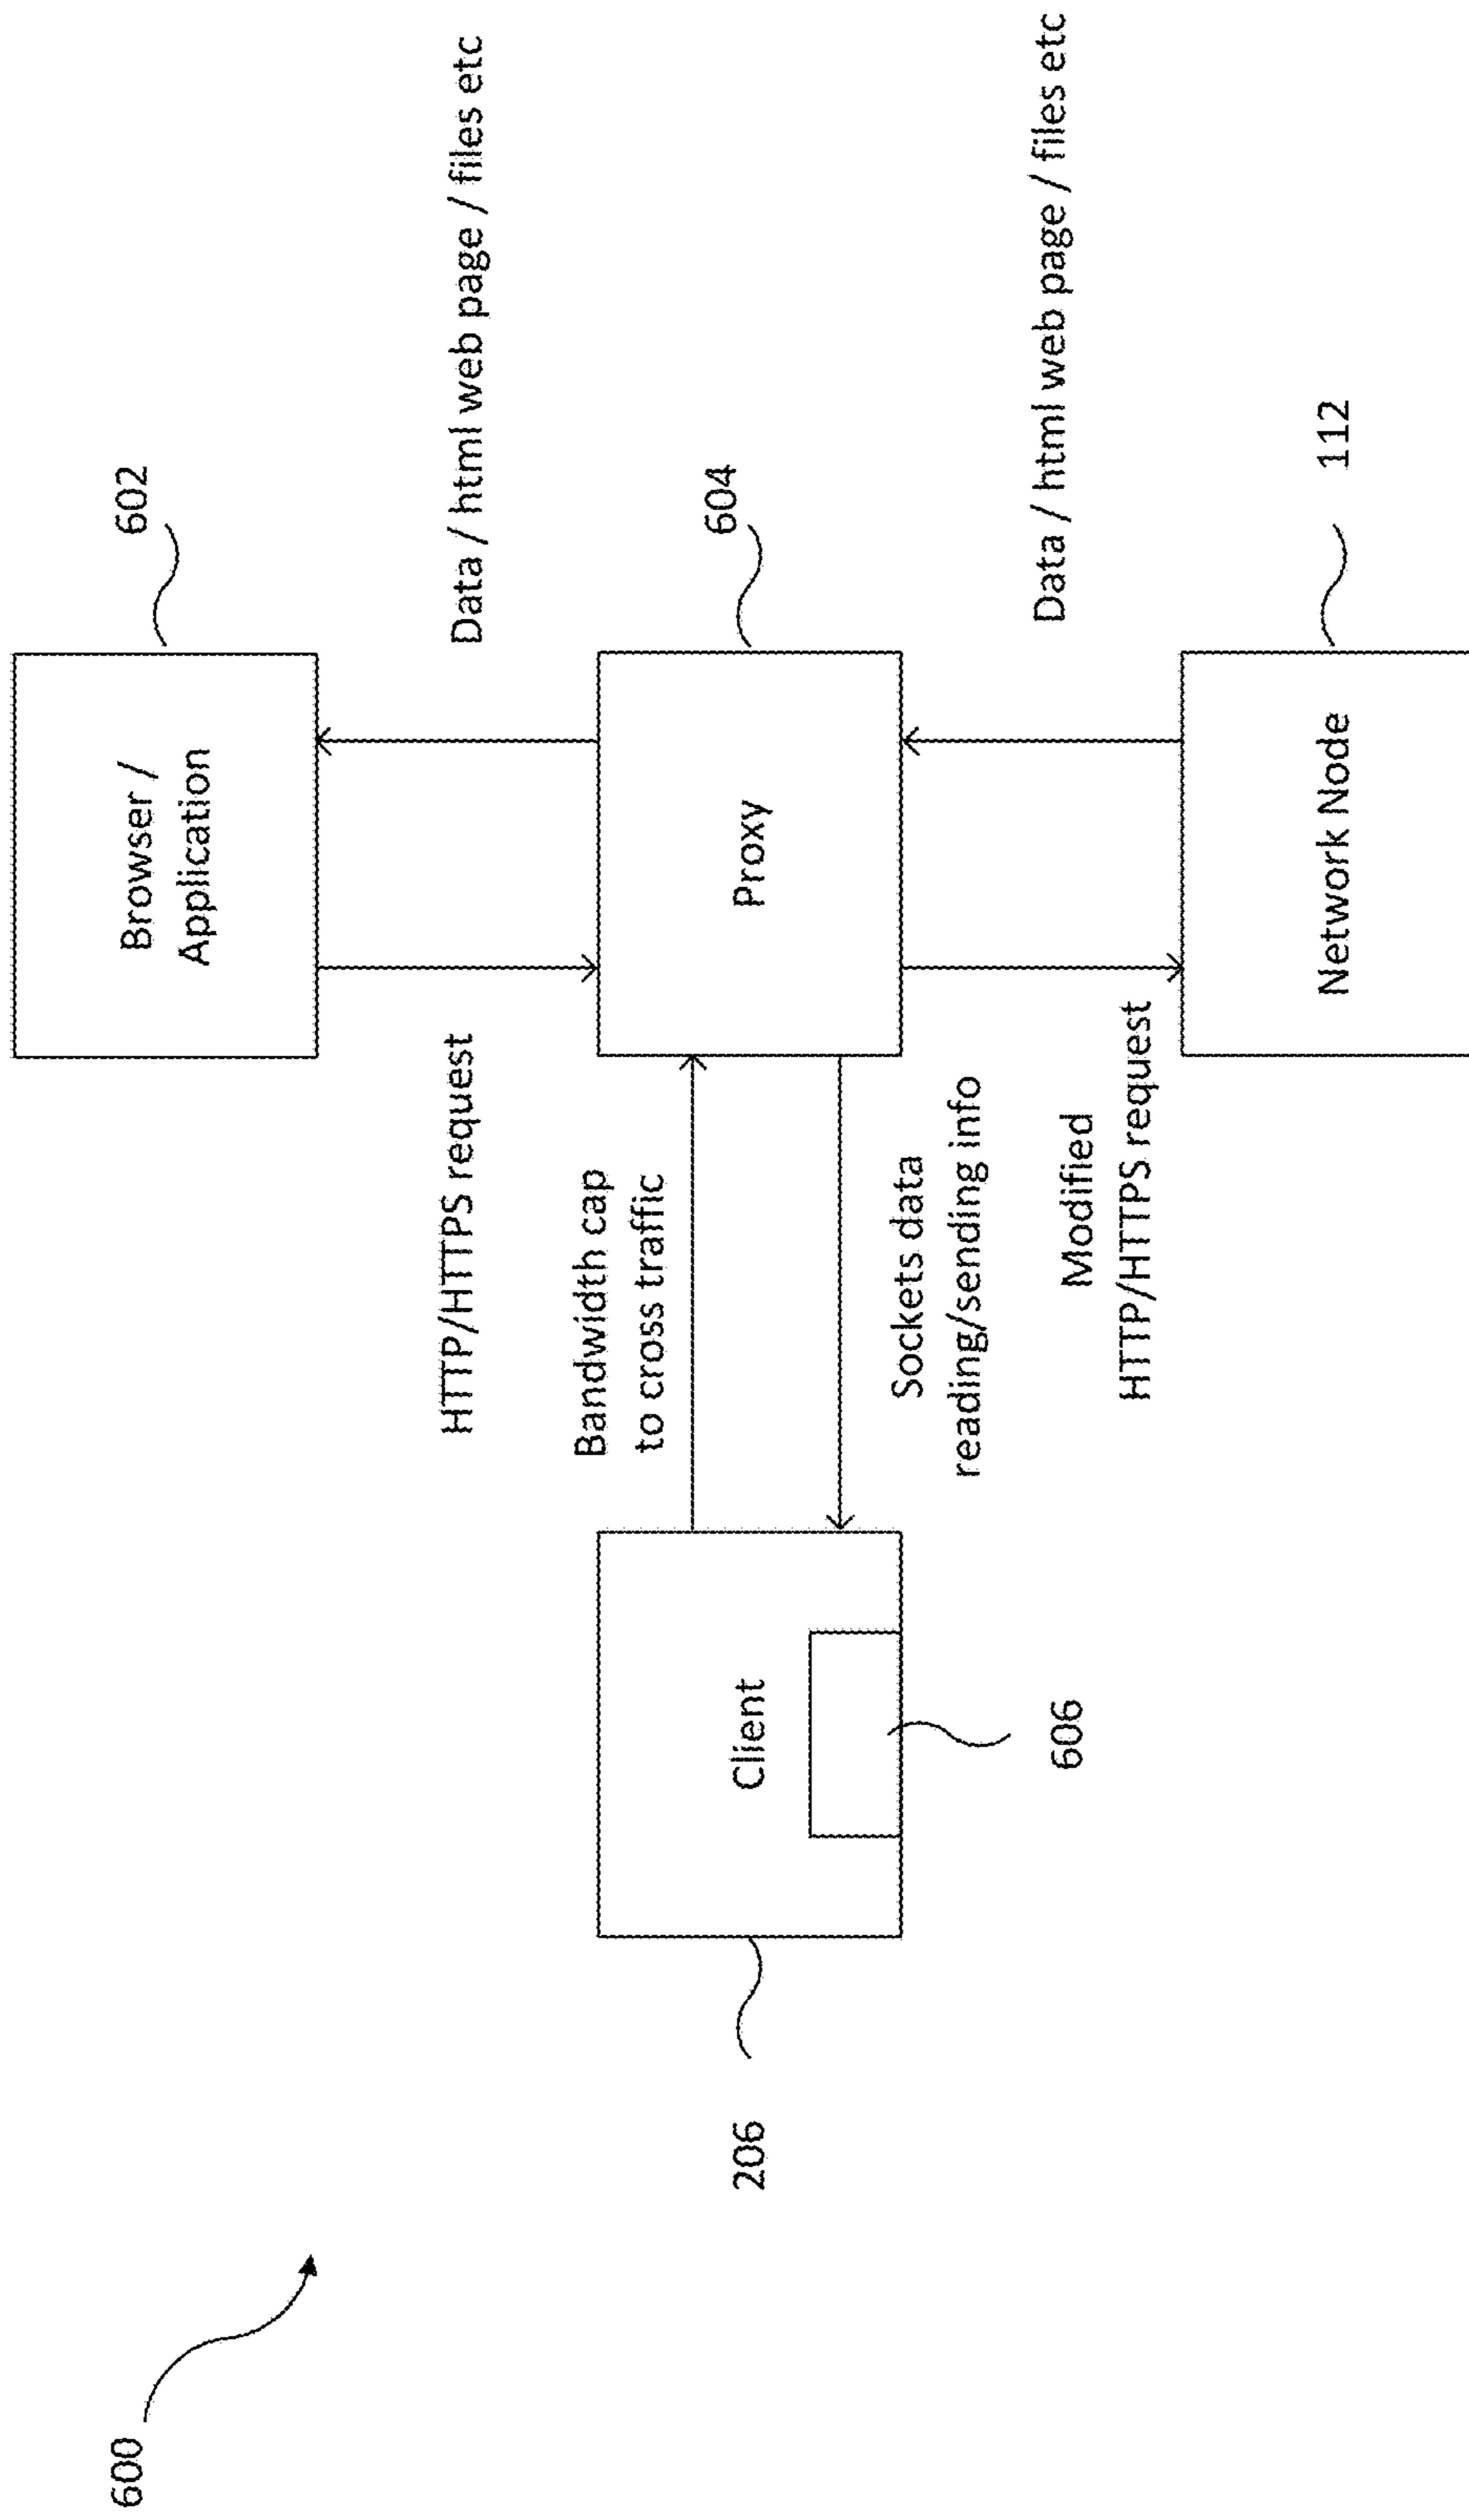 600
Browser /
Application
602
HTTP/HTTPS request
Data / html web page / files etc
Bandwidth cap
to cross traffic
206
Client
Proxy
604
Sockets data
reading/sending info
606
Modified
HTTP/HTTPS request
Data / html web page / files etc
Network Node
112